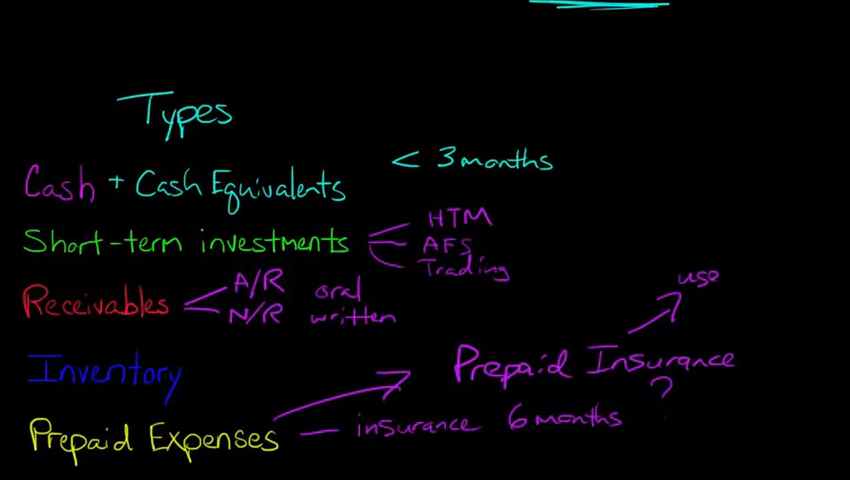 Types
Cash + Cash Equivalents < 3 months
Short-term investments
HTM
AFS
Trading
Receivables
A/R oral
N/R written
Inventory
use
Prepaid Insurance
?
Prepaid Expenses — insurance 6 months